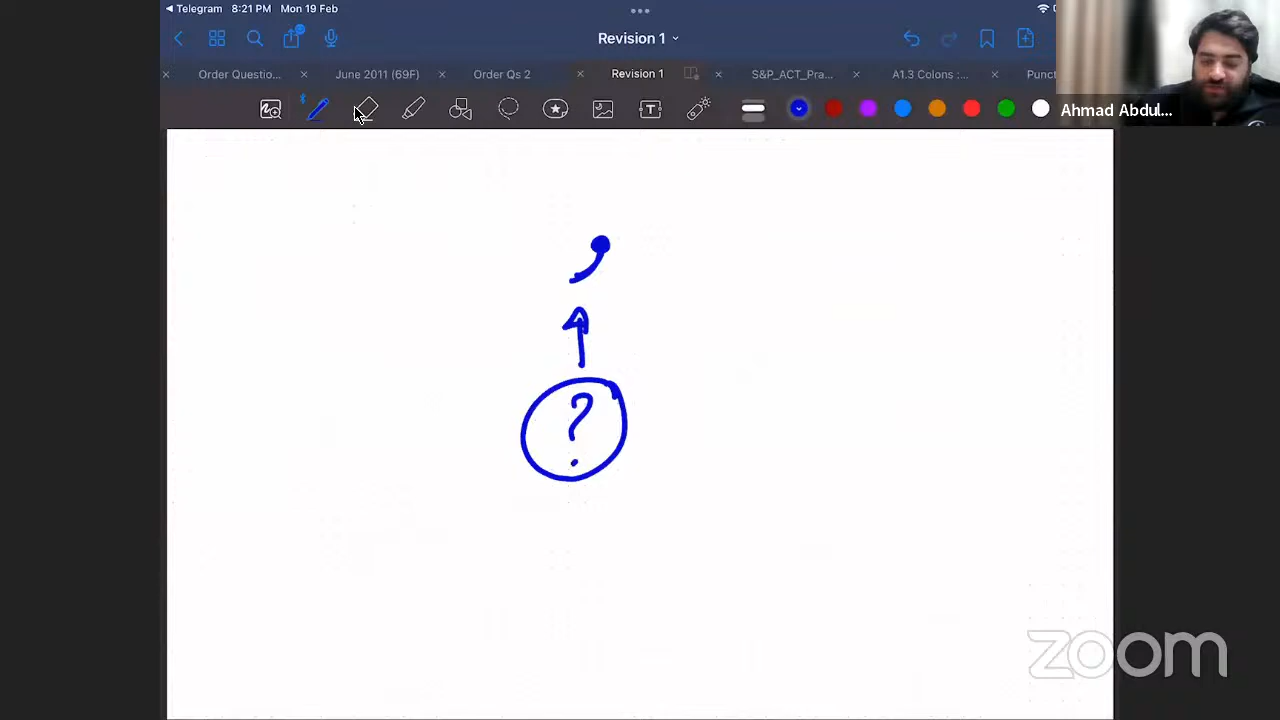 Telegram 8:21 PM Mon 19 Feb
Revision 1
Order Questio... June 2011 (69F) Order Qs 2 Revision 1 S&P_ACT_Pra... A1.3 Colons :... Punct
T
Ahmad Abdul...
,
?
zoom